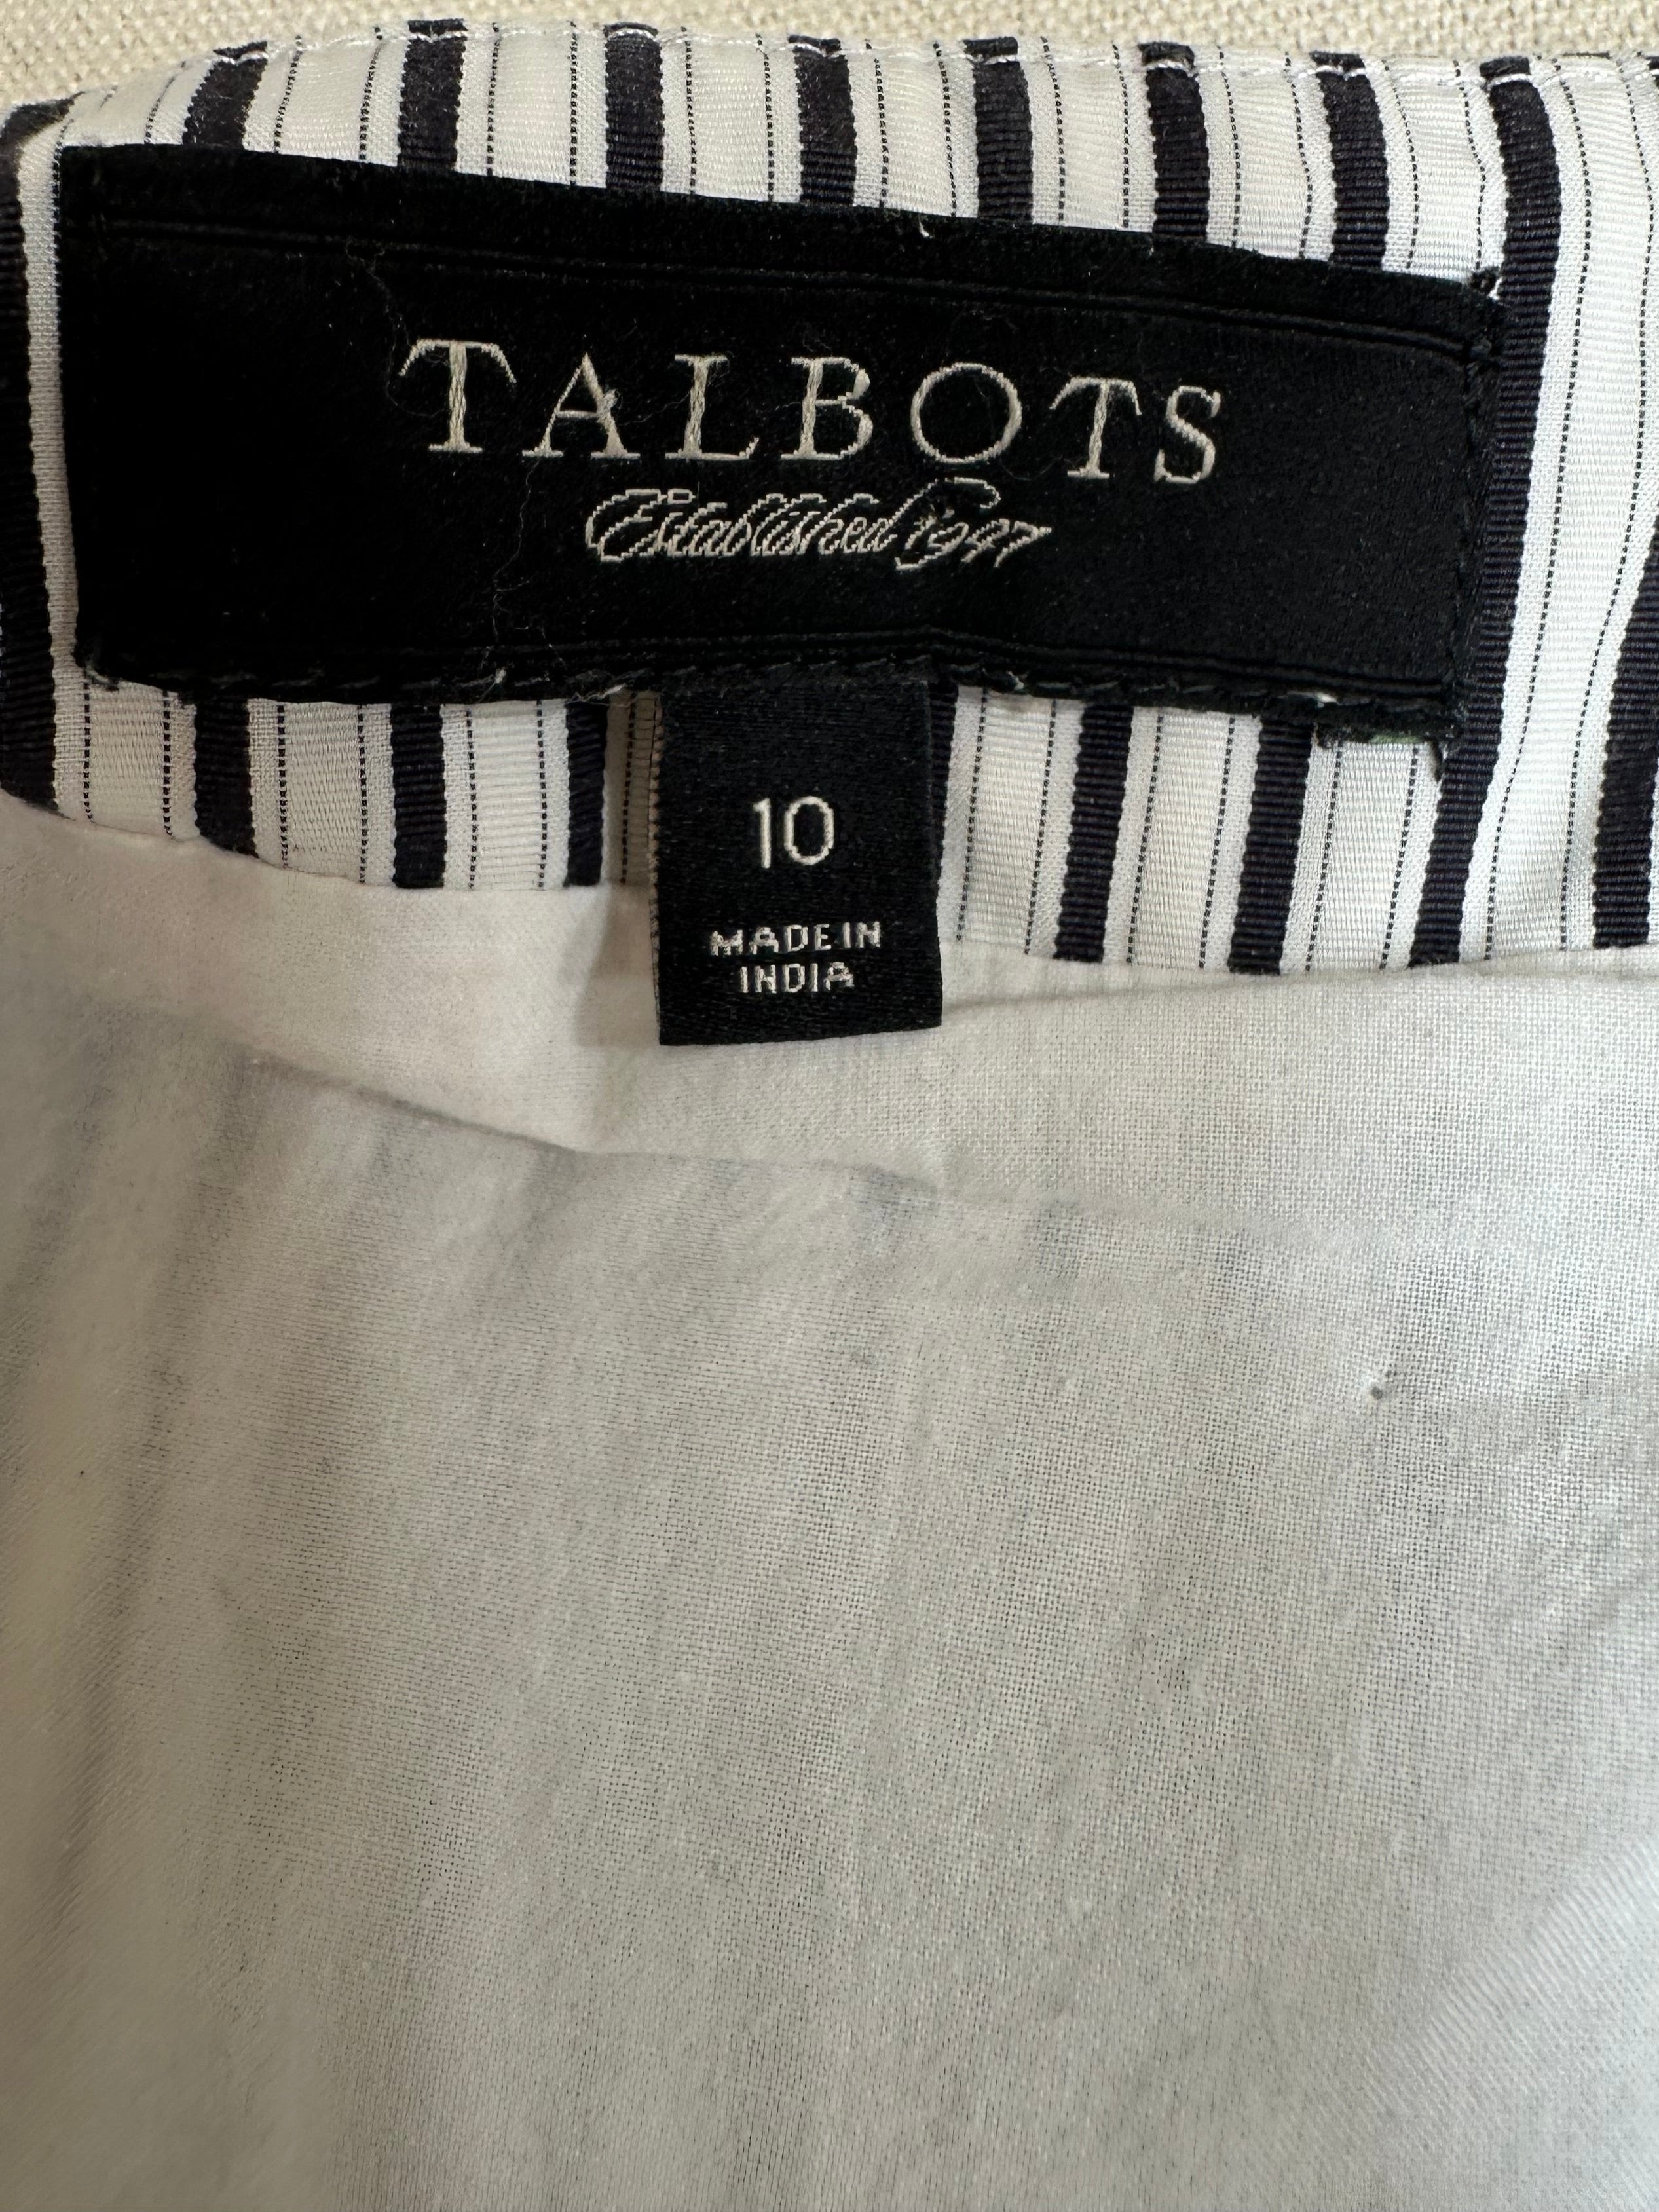 TALBOTS
Established 1947
10
MADE IN
INDIA